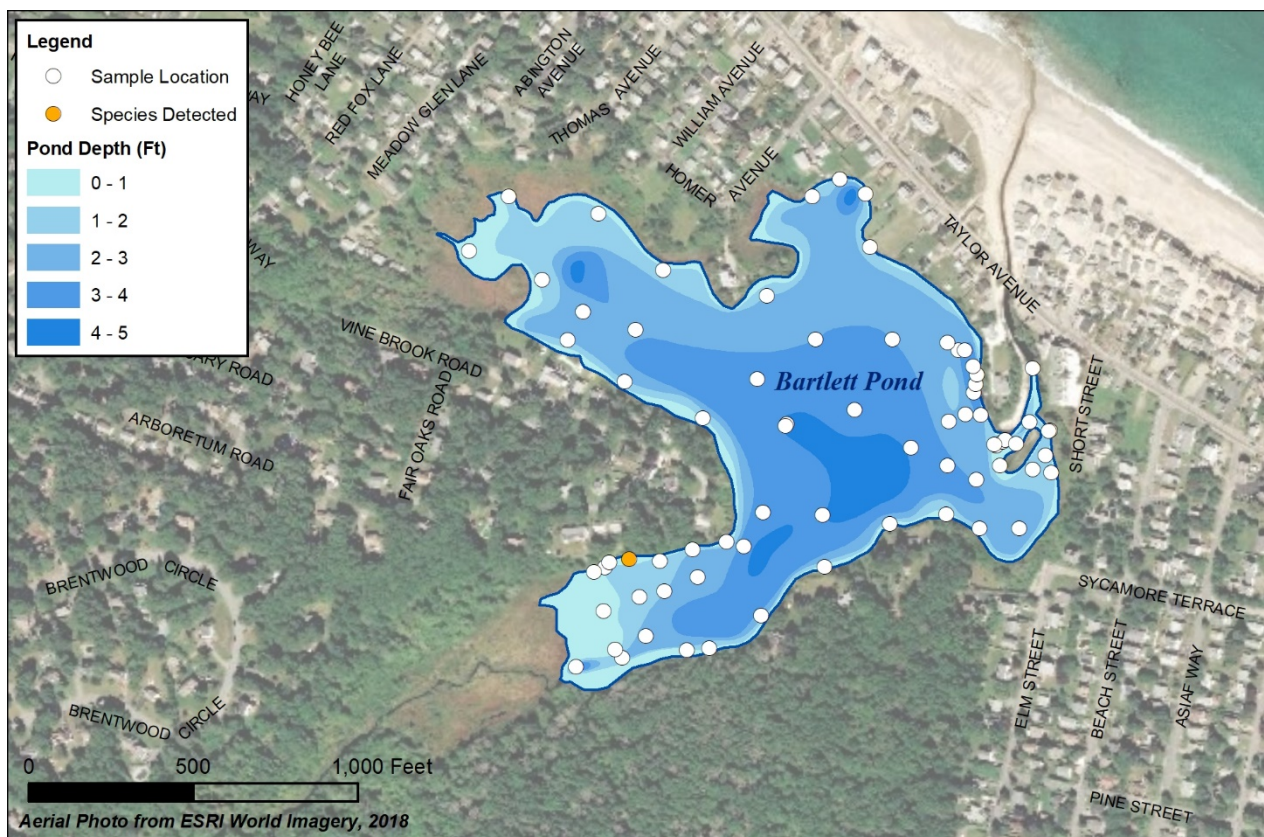 Legend
Sample Location
Species Detected
Pond Depth (Ft)
0 - 1
1 - 2
2 - 3
3 - 4
4 - 5
HONEY BEE
LANE
RED FOX LANE
MEADOW GLEN LANE
ABINGTON
AVENUE
THOMAS AVENUE
WILLIAM AVENUE
HOMER AVENUE
TAYLOR AVENUE
VINE BROOK ROAD
ROAD
ARBORETUM ROAD
FAIR OAKS ROAD
Bartlett Pond
SHORT STREET
BRENTWOOD CIRCLE
SYCAMORE TERRACE
ELM STREET
BEACH STREET
ASIAF WAY
BRENTWOOD CIRCLE
PINE STREET
0 500 1,000 Feet
Aerial Photo from ESRI World Imagery, 2018